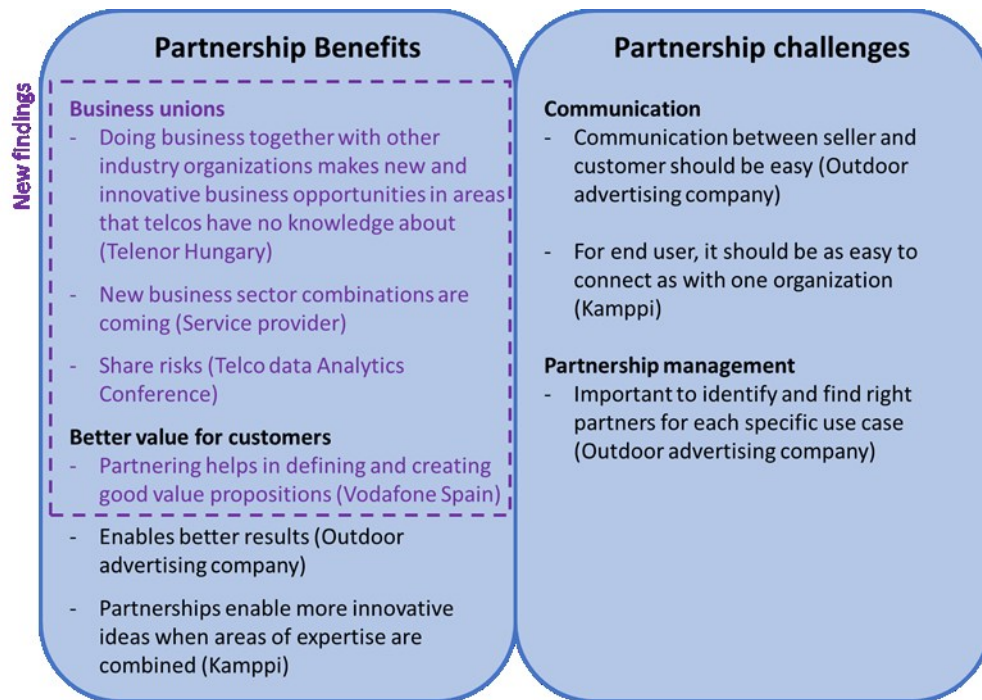 Partnership Benefits
New findings
Business unions
- Doing business together with other
industry organizations makes new and
innovative business opportunities in areas
that telcos have no knowledge about
(Telenor Hungary)
- New business sector combinations are
coming (Service provider)
- Share risks (Telco data Analytics
Conference)
Better value for customers
- Partnering helps in defining and creating
good value propositions (Vodafone Spain)
- Enables better results (Outdoor
advertising company)
- Partnerships enable more innovative
ideas when areas of expertise are
combined (Kamppi)
Partnership challenges
Communication
- Communication between seller and
customer should be easy (Outdoor
advertising company)
- For end user, it should be as easy to
connect as with one organization
(Kamppi)
Partnership management
- Important to identify and find right
partners for each specific use case
(Outdoor advertising company)